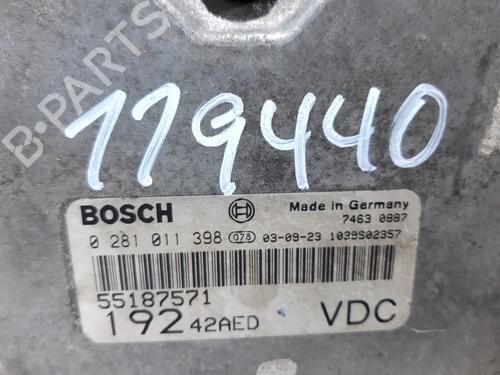 B-PARTS
119440
BOSCH
Made in Germany
7463 0887
0 281 011 398 078 03-09-23 1039S02357
55187571
192 42AED VDC